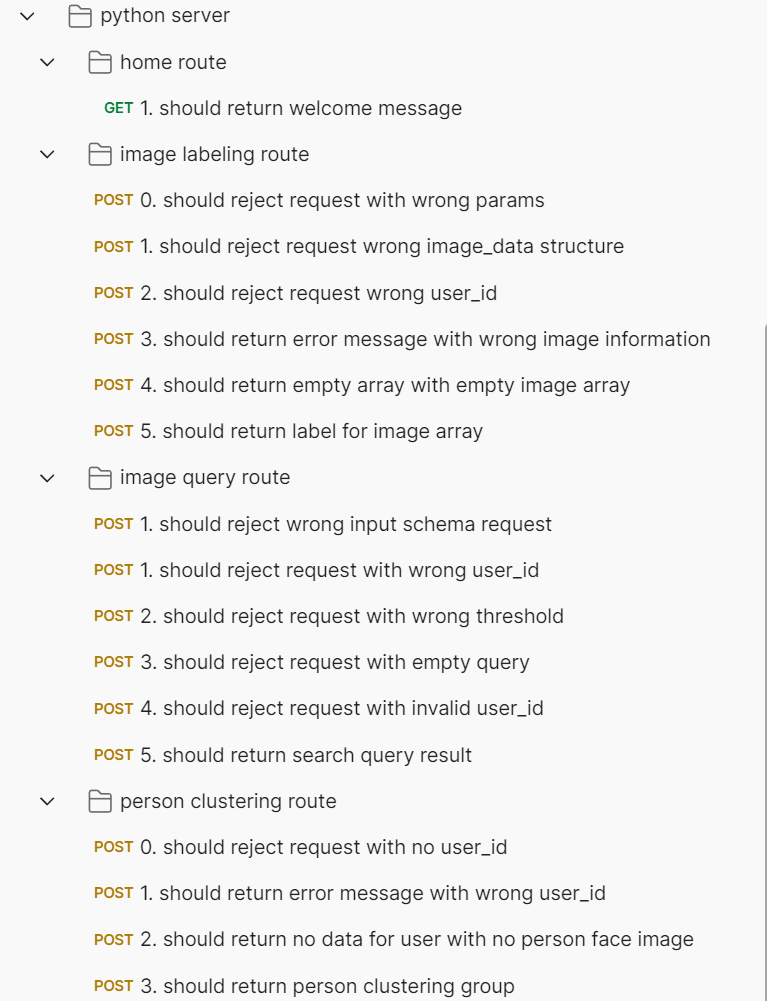 python server
home route
GET 1. should return welcome message
image labeling route
POST 0. should reject request with wrong params
POST 1. should reject request wrong image_data structure
POST 2. should reject request wrong user_id
POST 3. should return error message with wrong image information
POST 4. should return empty array with empty image array
POST 5. should return label for image array
image query route
POST 1. should reject wrong input schema request
POST 1. should reject request with wrong user_id
POST 2. should reject request with wrong threshold
POST 3. should reject request with empty query
POST 4. should reject request with invalid user_id
POST 5. should return search query result
person clustering route
POST 0. should reject request with no user_id
POST 1. should return error message with wrong user_id
POST 2. should return no data for user with no person face image
POST 3. should return person clustering group